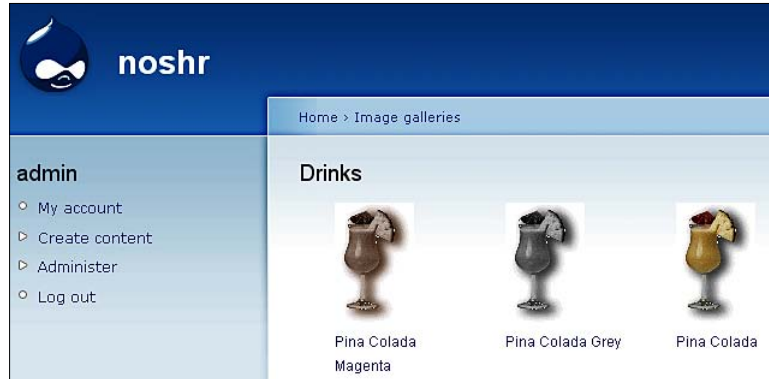 noshr
Home › Image galleries
admin
My account
Create content
Administer
Log out
Drinks
Pina Colada
Magenta
Pina Colada Grey
Pina Colada